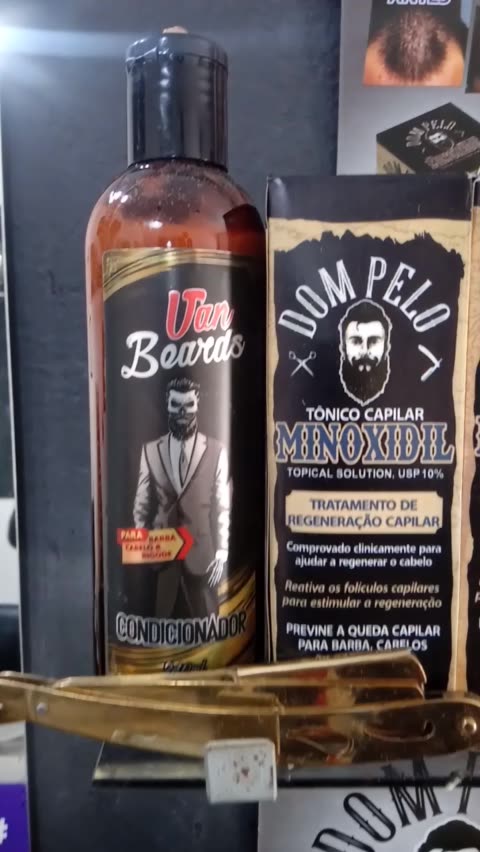 Van
Beards
PARA BARBA
CABELO E
BIGODE
CONDICIONADOR
DOM PELO
DOM PELO
TÔNICO CAPILAR
MINOXIDIL
TOPICAL SOLUTION, USP 10%
TRATAMENTO DE
REGENERAÇÃO CAPILAR
Comprovado clinicamente para
ajudar a regenerar o cabelo
Reativa os folículos capilares
para estimular a regeneração
PREVINE A QUEDA CAPILAR
PARA BARBA, CABELOS
DOM PE
#